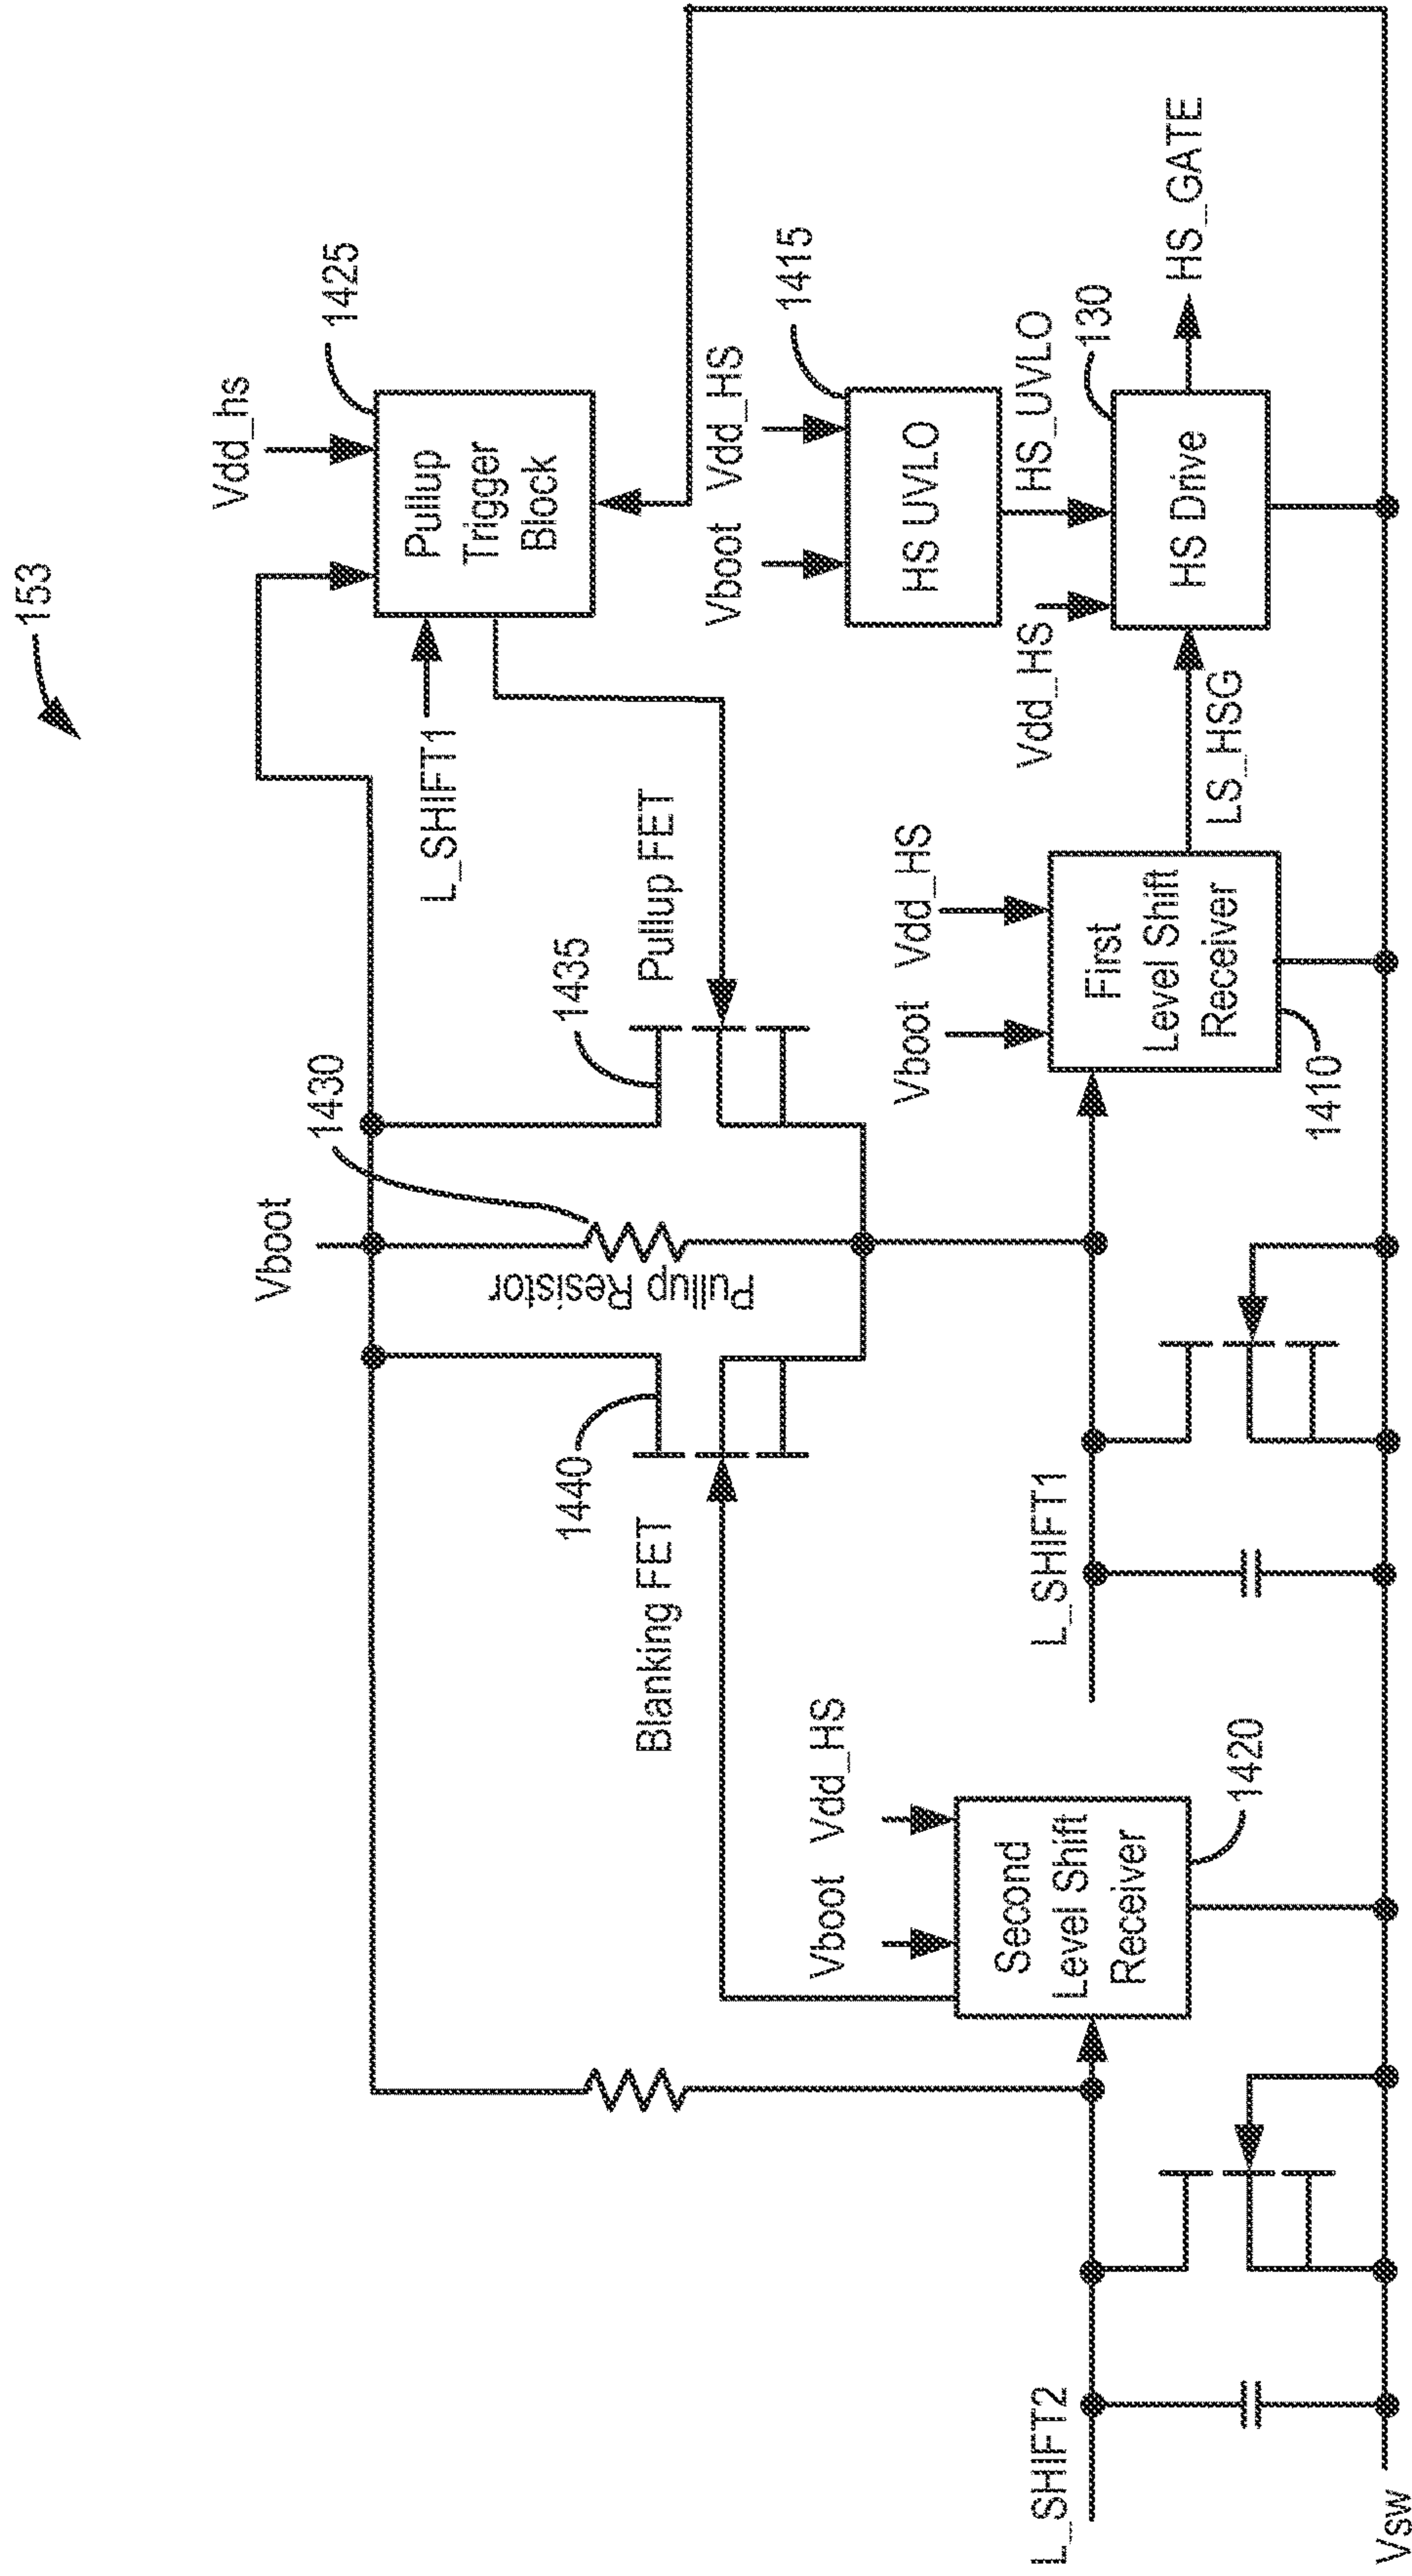 153
Vboot
Vdd_hs
1425
Pullup
Trigger
Block
L_SHIFT1
1430
Pullup Resistor
1440
Blanking FET
1435
Pullup FET
Vboot
Vdd_HS
1415
HS UVLO
HS_UVLO
Vboot
Vdd_HS
Second
Level Shift
Receiver
1420
Vboot
Vdd_HS
First
Level Shift
Receiver
1410
LS_HSG
Vdd_HS
130
HS Drive
HS_GATE
L_SHIFT2
L_SHIFT1
Vsw